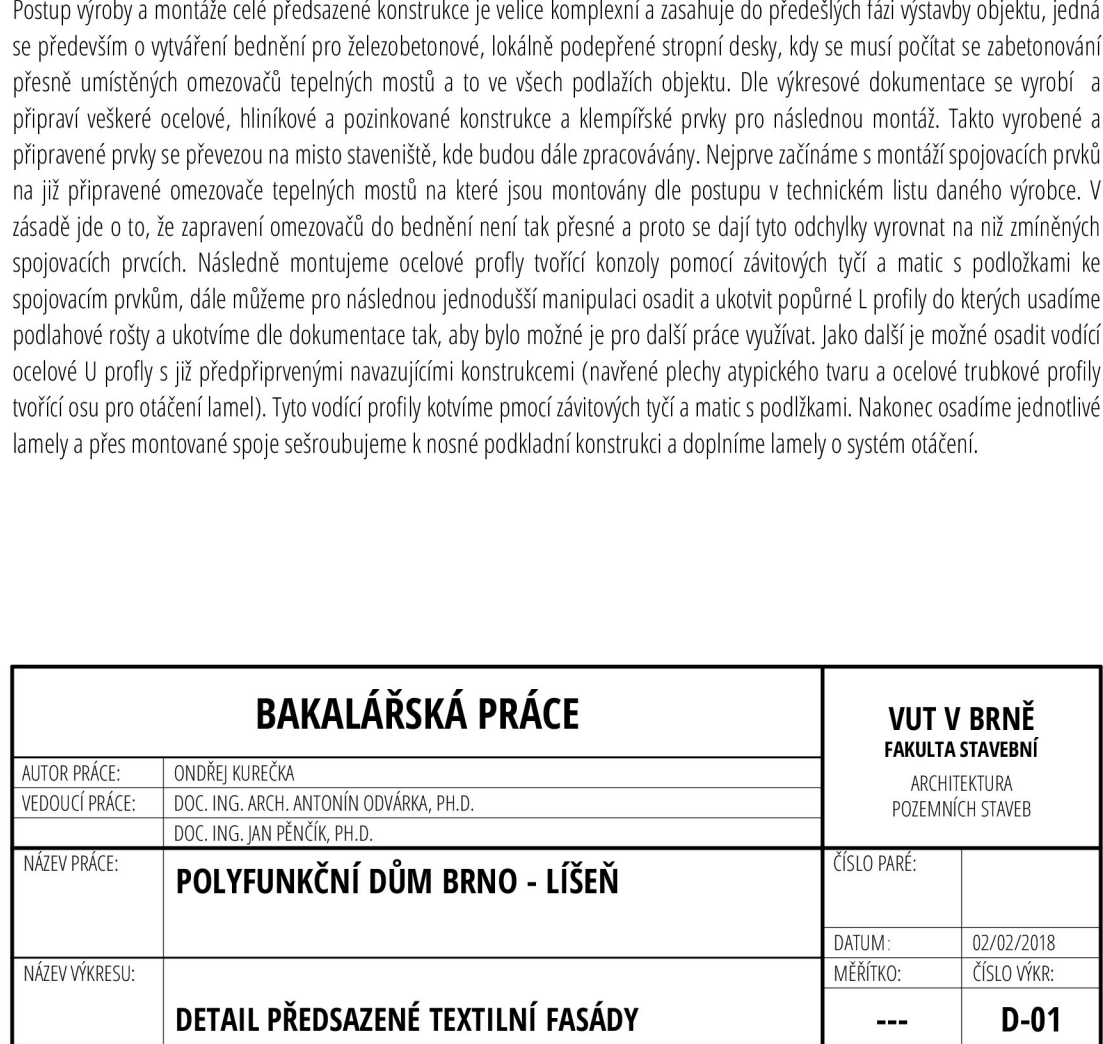 Postup výroby a montáže celé předsazené konstrukce je velice komplexní a zasahuje do předešlých fází výstavby objektu, jedná
se především o vytváření bednění pro železobetonové, lokálně podepřené stropní desky, kdy se musí počítat se zabetonování
přesně umístěných omezovačů tepelných mostů a to ve všech podlažích objektu. Dle výkresové dokumentace se vyrobí a
připraví veškeré ocelové, hliníkové a pozinkované konstrukce a klempířské prvky pro následnou montáž. Takto vyrobené a
připravené prvky se převezou na misto staveniště, kde budou dále zpracovávány. Nejprve začínáme s montáží spojovacích prvků
na již připravené omezovače tepelných mostů na které jsou montovány dle postupu v technickém listu daného výrobce. V
zásadě jde o to, že zapravení omezovačů do bednění není tak přesné a proto se dají tyto odchylky vyrovnat na niž zmíněných
spojovacích prvcích. Následně montujeme ocelové profly tvořící konzoly pomocí závitových tyčí a matic s podložkami ke
spojovacím prvkům, dále můžeme pro následnou jednodušší manipulaci osadit a ukotvit popůrné L profily do kterých usadíme
podlahové rošty a ukotvíme dle dokumentace tak, aby bylo možné je pro další práce využívat. Jako další je možné osadit vodící
ocelové U profly s již předpřiprvenými navazujícími konstrukcemi (navřené plechy atypického tvaru a ocelové trubkové profily
tvořící osu pro otáčení lamel). Tyto vodící profily kotvíme pmocí závitových tyčí a matic s podlžkami. Nakonec osadíme jednotlivé
lamely a přes montované spoje sešroubujeme k nosné podkladní konstrukci a doplníme lamely o systém otáčení.
BAKALÁŘSKÁ PRÁCE
VUT V BRNĚ
FAKULTA STAVEBNÍ
ARCHITEKTURA
POZEMNÍCH STAVEB
AUTOR PRÁCE: ONDŘEJ KUREČKA
VEDOUCÍ PRÁCE: DOC. ING. ARCH. ANTONÍN ODVÁRKA, PH.D.
DOC. ING. JAN PĚNČÍK, PH.D.
NÁZEV PRÁCE:
POLYFUNKČNÍ DŮM BRNO - LÍŠEŇ
ČÍSLO PARÉ:
DATUM: 02/02/2018
NÁZEV VÝKRESU:
MĚŘÍTKO: ČÍSLO VÝKR:
DETAIL PŘEDSAZENÉ TEXTILNÍ FASÁDY
--- D-01